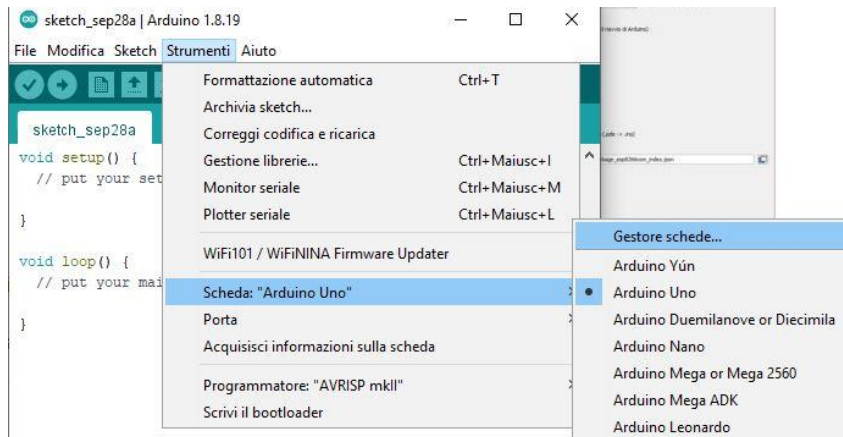 sketch_sep28a | Arduino 1.8.19
File Modifica Sketch Strumenti Aiuto
sketch_sep28a
void setup() {
// put your set
}
void loop() {
// put your mai
}
Formattazione automatica Ctrl+T
Archivia sketch...
Correggi codifica e ricarica
Gestione librerie... Ctrl+Maiusc+I
Monitor seriale Ctrl+Maiusc+M
Plotter seriale Ctrl+Maiusc+L
WiFi101 / WiFiNINA Firmware Updater
Scheda: "Arduino Uno"
Porta
Acquisisci informazioni sulla scheda
Programmatore: "AVRISP mkII"
Scrivi il bootloader
Gestore schede...
Arduino Yún
Arduino Uno
Arduino Duemilanove or Diecimila
Arduino Nano
Arduino Mega or Mega 2560
Arduino Mega ADK
Arduino Leonardo